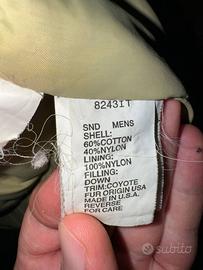 8243IT
SND MENS
SHELL:
60%COTTON
40%NYLON
LINING:
100%NYLON
FILLING:
DOWN
TRIM:COYOTE
FUR ORIGIN USA
MADE IN U.S.A.
REVERSE
FOR CARE
subito